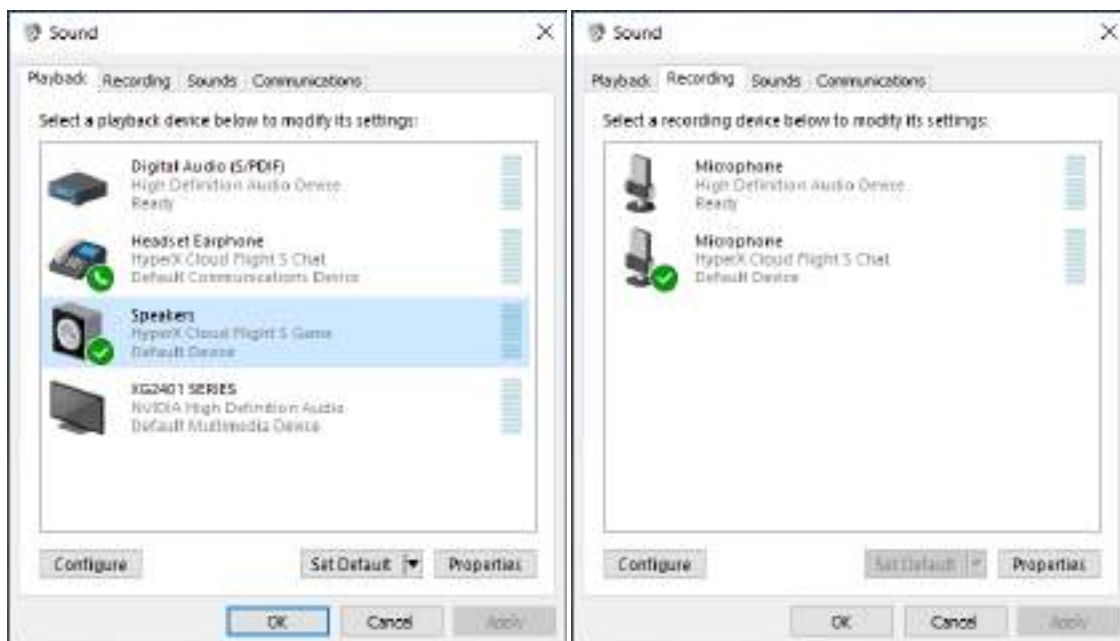 Sound
Playback Recording Sounds Communications
Select a playback device below to modify its settings:
Digital Audio (S/PDIF)
High Definition Audio Device
Ready
Headset Earphone
HyperX Cloud Flight S Chat
Default Communications Device
Speakers
HyperX Cloud Flight S Game
Default Device
XG2401 SERIES
NVIDIA High Definition Audio
Default Multimedia Device
Configure Set Default Properties
OK Cancel Apply
Sound
Playback Recording Sounds Communications
Select a recording device below to modify its settings:
Microphone
High Definition Audio Device
Ready
Microphone
HyperX Cloud Flight S Chat
Default Device
Configure Set Default Properties
OK Cancel Apply